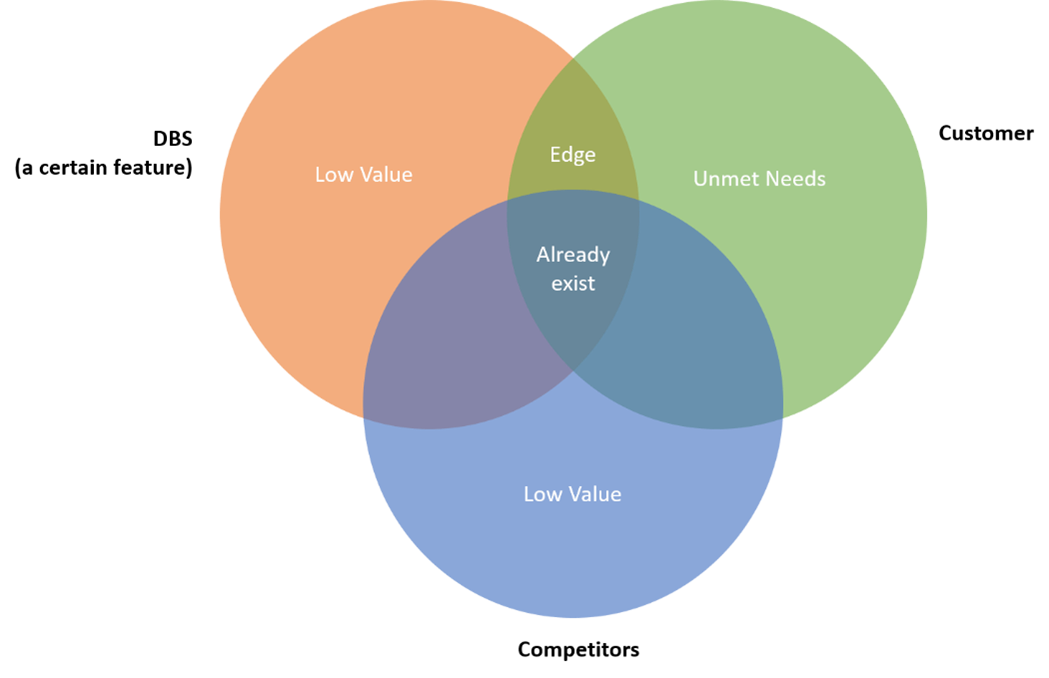 DBS
(a certain feature)
Customer
Edge
Low Value
Unmet Needs
Already
exist
Low Value
Competitors